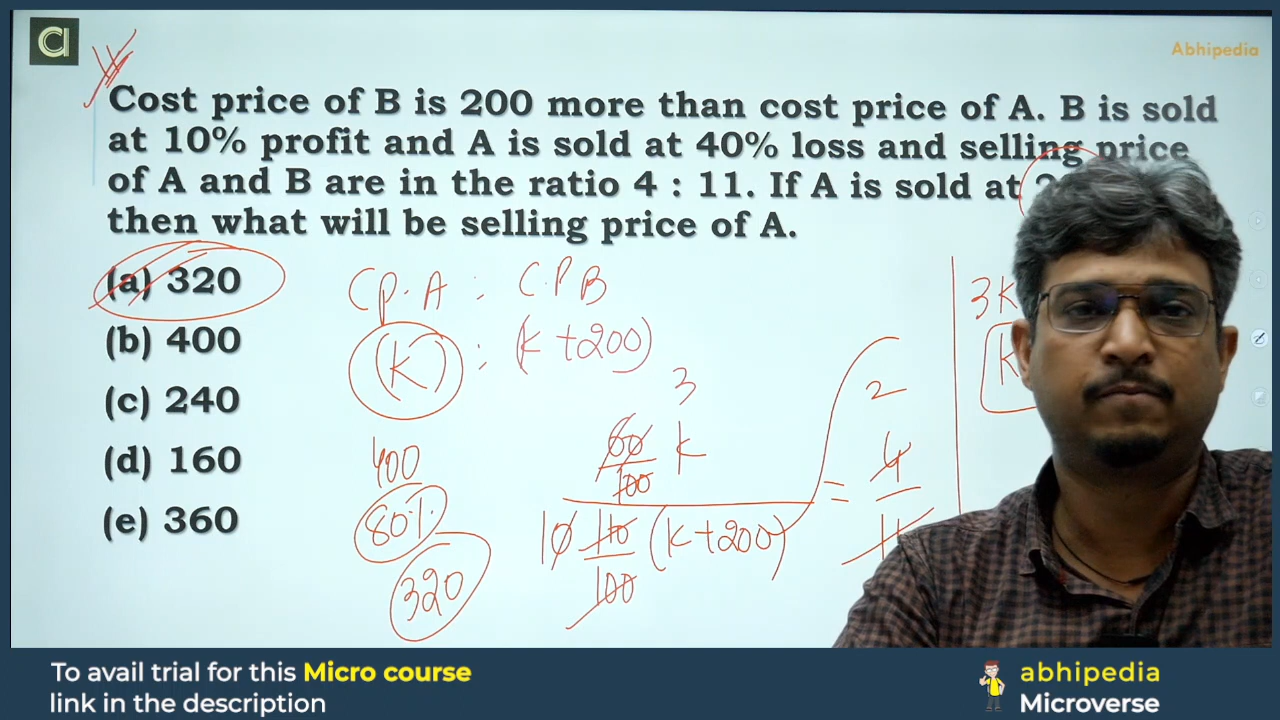 CI
Abhipedia
Cost price of B is 200 more than cost price of A. B is sold
at 10% profit and A is sold at 40% loss and selling price
of A and B are in the ratio 4 : 11. If A is sold at
then what will be selling price of A.
(a) 320
(b) 400
(c) 240
(d) 160
(e) 360
C.P.A : C.P.B
(K) : (K +200)
3
60/100 K
10 110/100 (K+200)
= 4/11
2
400
80%
320
3K
K
To avail trial for this Micro course
link in the description
abhipedia
Microverse